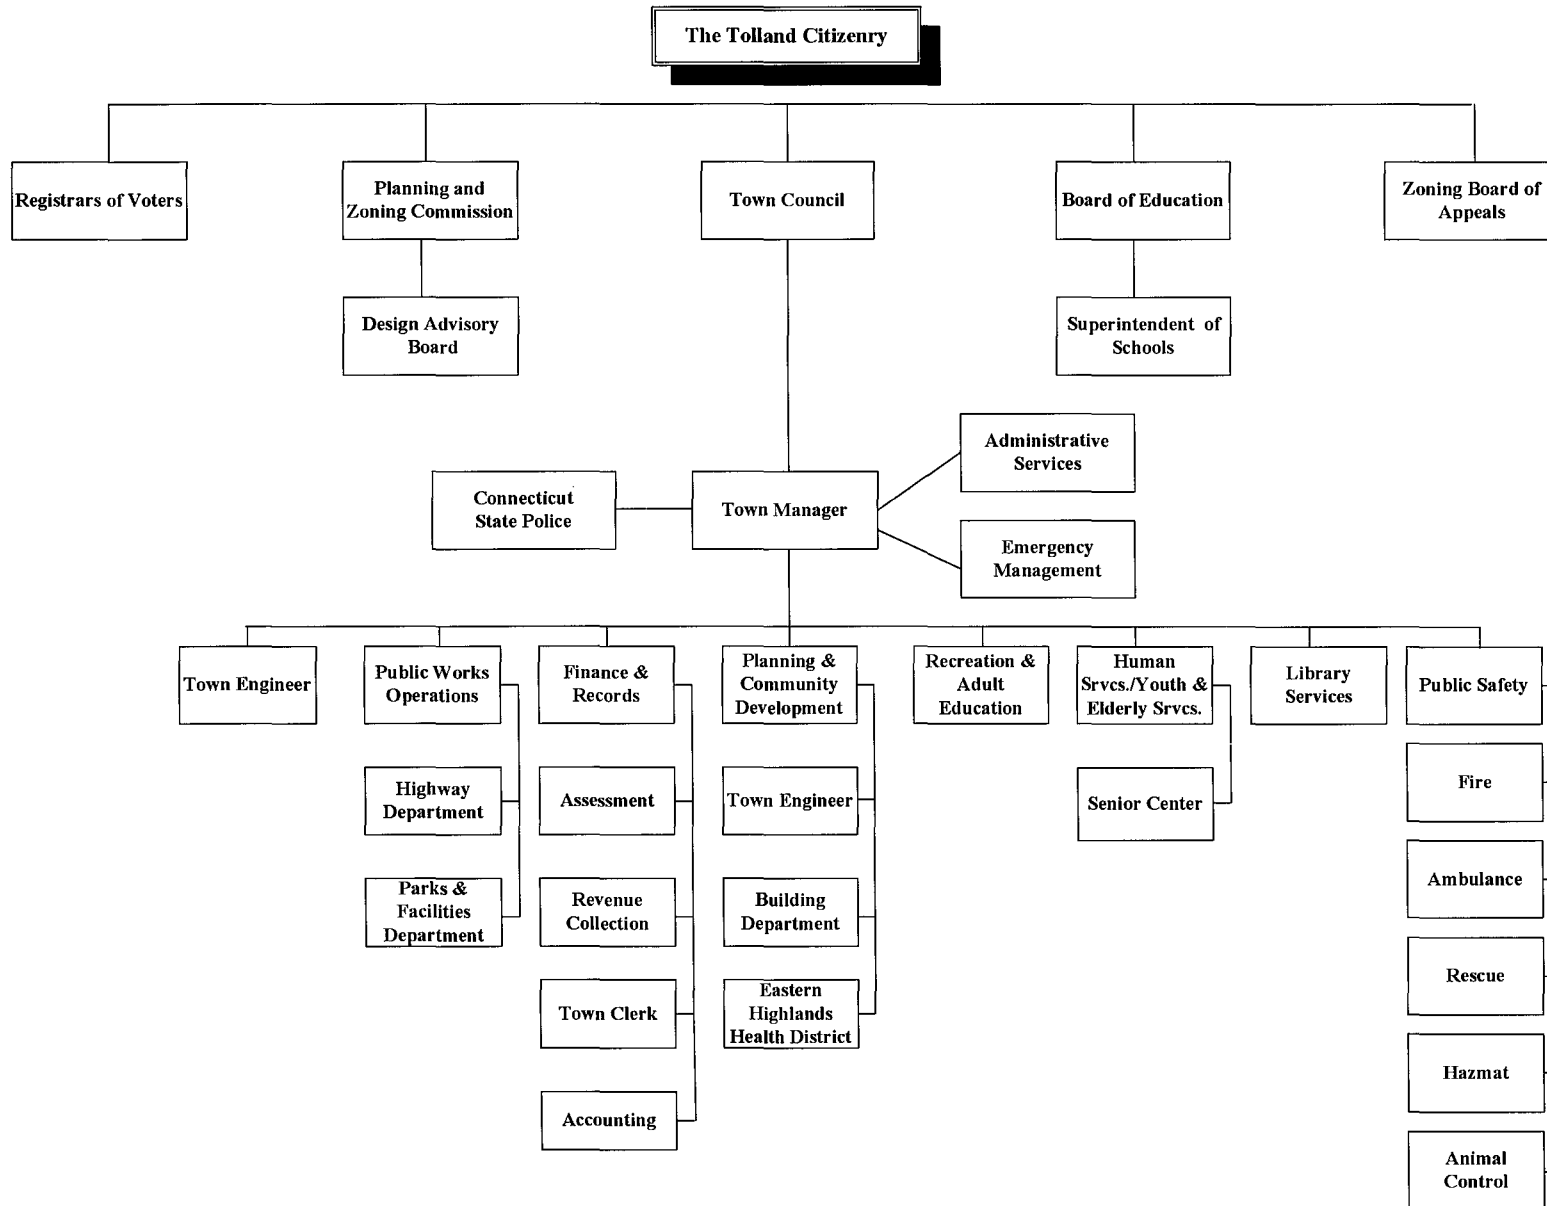 The Tolland Citizenry
Registrars of Voters
Planning and
Zoning Commission
Town Council
Board of Education
Zoning Board of
Appeals
Design Advisory
Board
Superintendent of
Schools
Administrative
Services
Connecticut
State Police
Town Manager
Emergency
Management
Town Engineer
Public Works
Operations
Finance &
Records
Planning &
Community
Development
Recreation &
Adult
Education
Human
Srvcs./Youth &
Elderly Srvcs.
Library
Services
Public Safety
Highway
Department
Assessment
Town Engineer
Senior Center
Fire
Parks &
Facilities
Department
Revenue
Collection
Building
Department
Ambulance
Town Clerk
Eastern
Highlands
Health District
Rescue
Accounting
Hazmat
Animal
Control